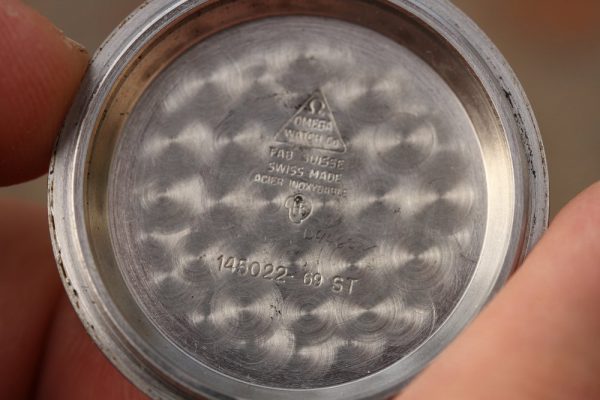 Ω
OMEGA
WATCH Co
FAB. SUISSE
SWISS MADE
ACIER INOXYDABLE
145022- 69 ST